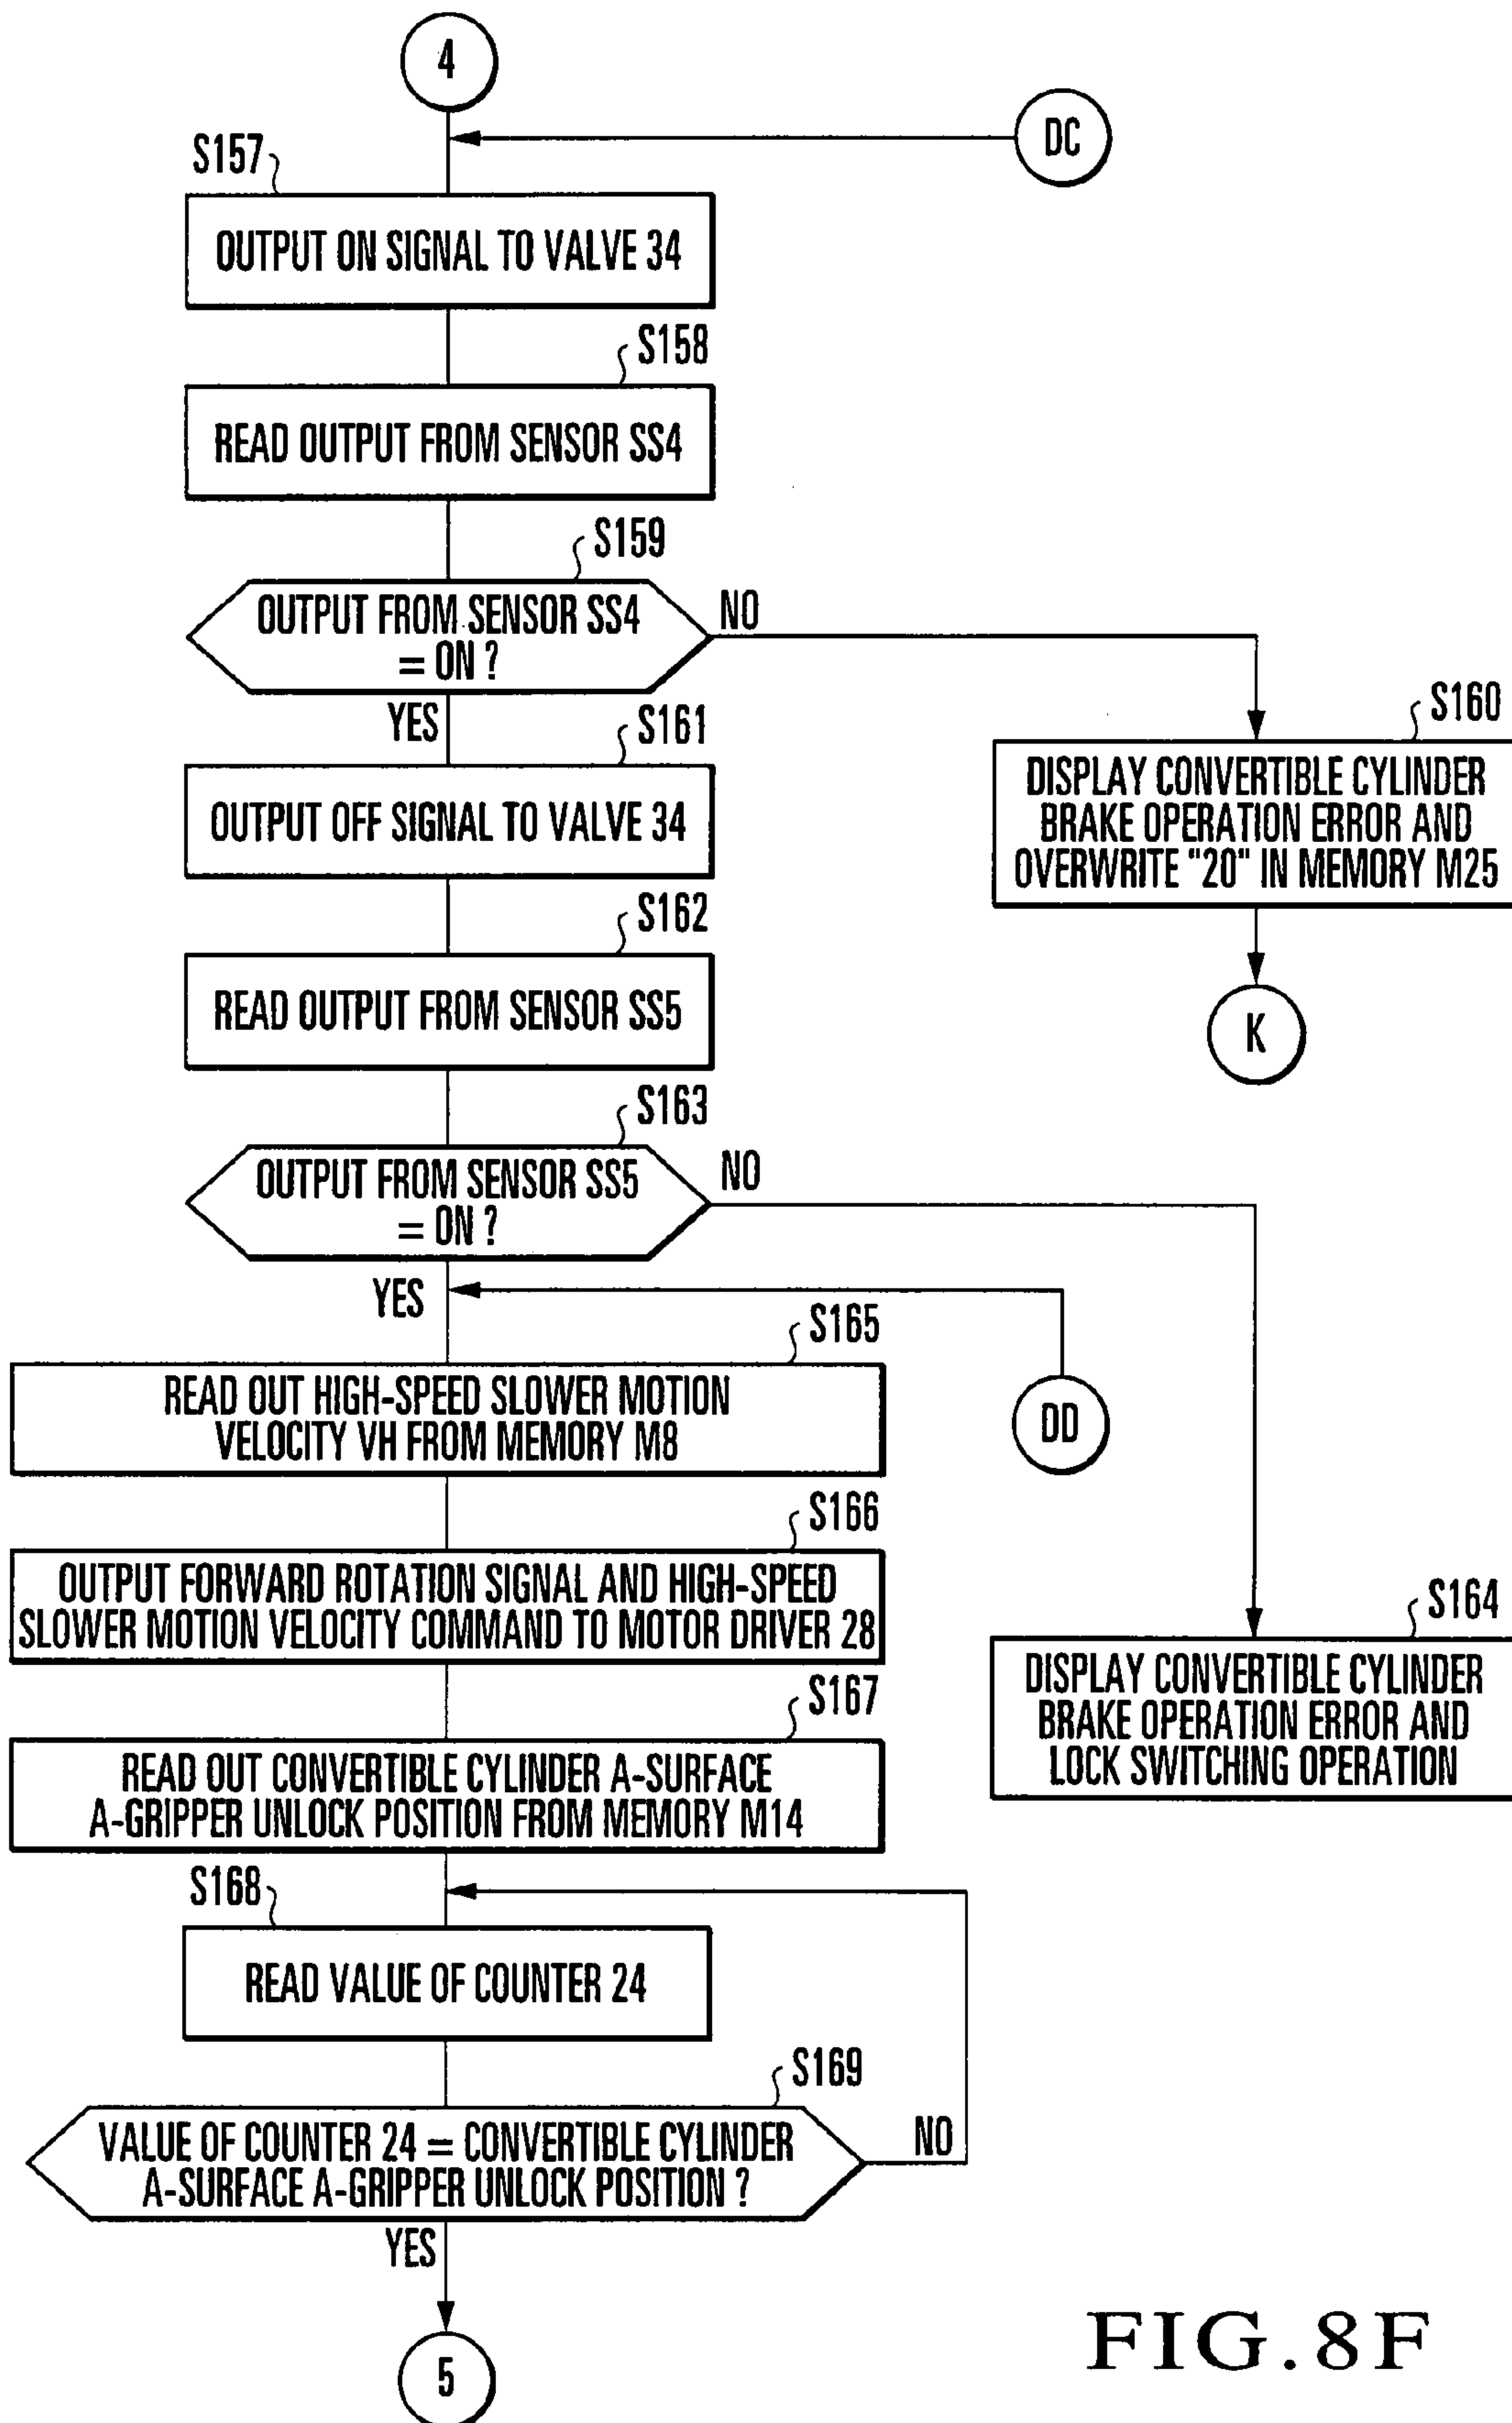 4
DC
S157
OUTPUT ON SIGNAL TO VALVE 34
S158
READ OUTPUT FROM SENSOR SS4
S159
OUTPUT FROM SENSOR SS4
= ON ?
NO
YES
S160
DISPLAY CONVERTIBLE CYLINDER
BRAKE OPERATION ERROR AND
OVERWRITE "20" IN MEMORY M25
K
S161
OUTPUT OFF SIGNAL TO VALVE 34
S162
READ OUTPUT FROM SENSOR SS5
S163
OUTPUT FROM SENSOR SS5
= ON ?
NO
YES
DD
S164
DISPLAY CONVERTIBLE CYLINDER
BRAKE OPERATION ERROR AND
LOCK SWITCHING OPERATION
S165
READ OUT HIGH-SPEED SLOWER MOTION
VELOCITY VH FROM MEMORY M8
S166
OUTPUT FORWARD ROTATION SIGNAL AND HIGH-SPEED
SLOWER MOTION VELOCITY COMMAND TO MOTOR DRIVER 28
S167
READ OUT CONVERTIBLE CYLINDER A-SURFACE
A-GRIPPER UNLOCK POSITION FROM MEMORY M14
S168
READ VALUE OF COUNTER 24
S169
VALUE OF COUNTER 24 = CONVERTIBLE CYLINDER
A-SURFACE A-GRIPPER UNLOCK POSITION ?
NO
YES
5
FIG.8F